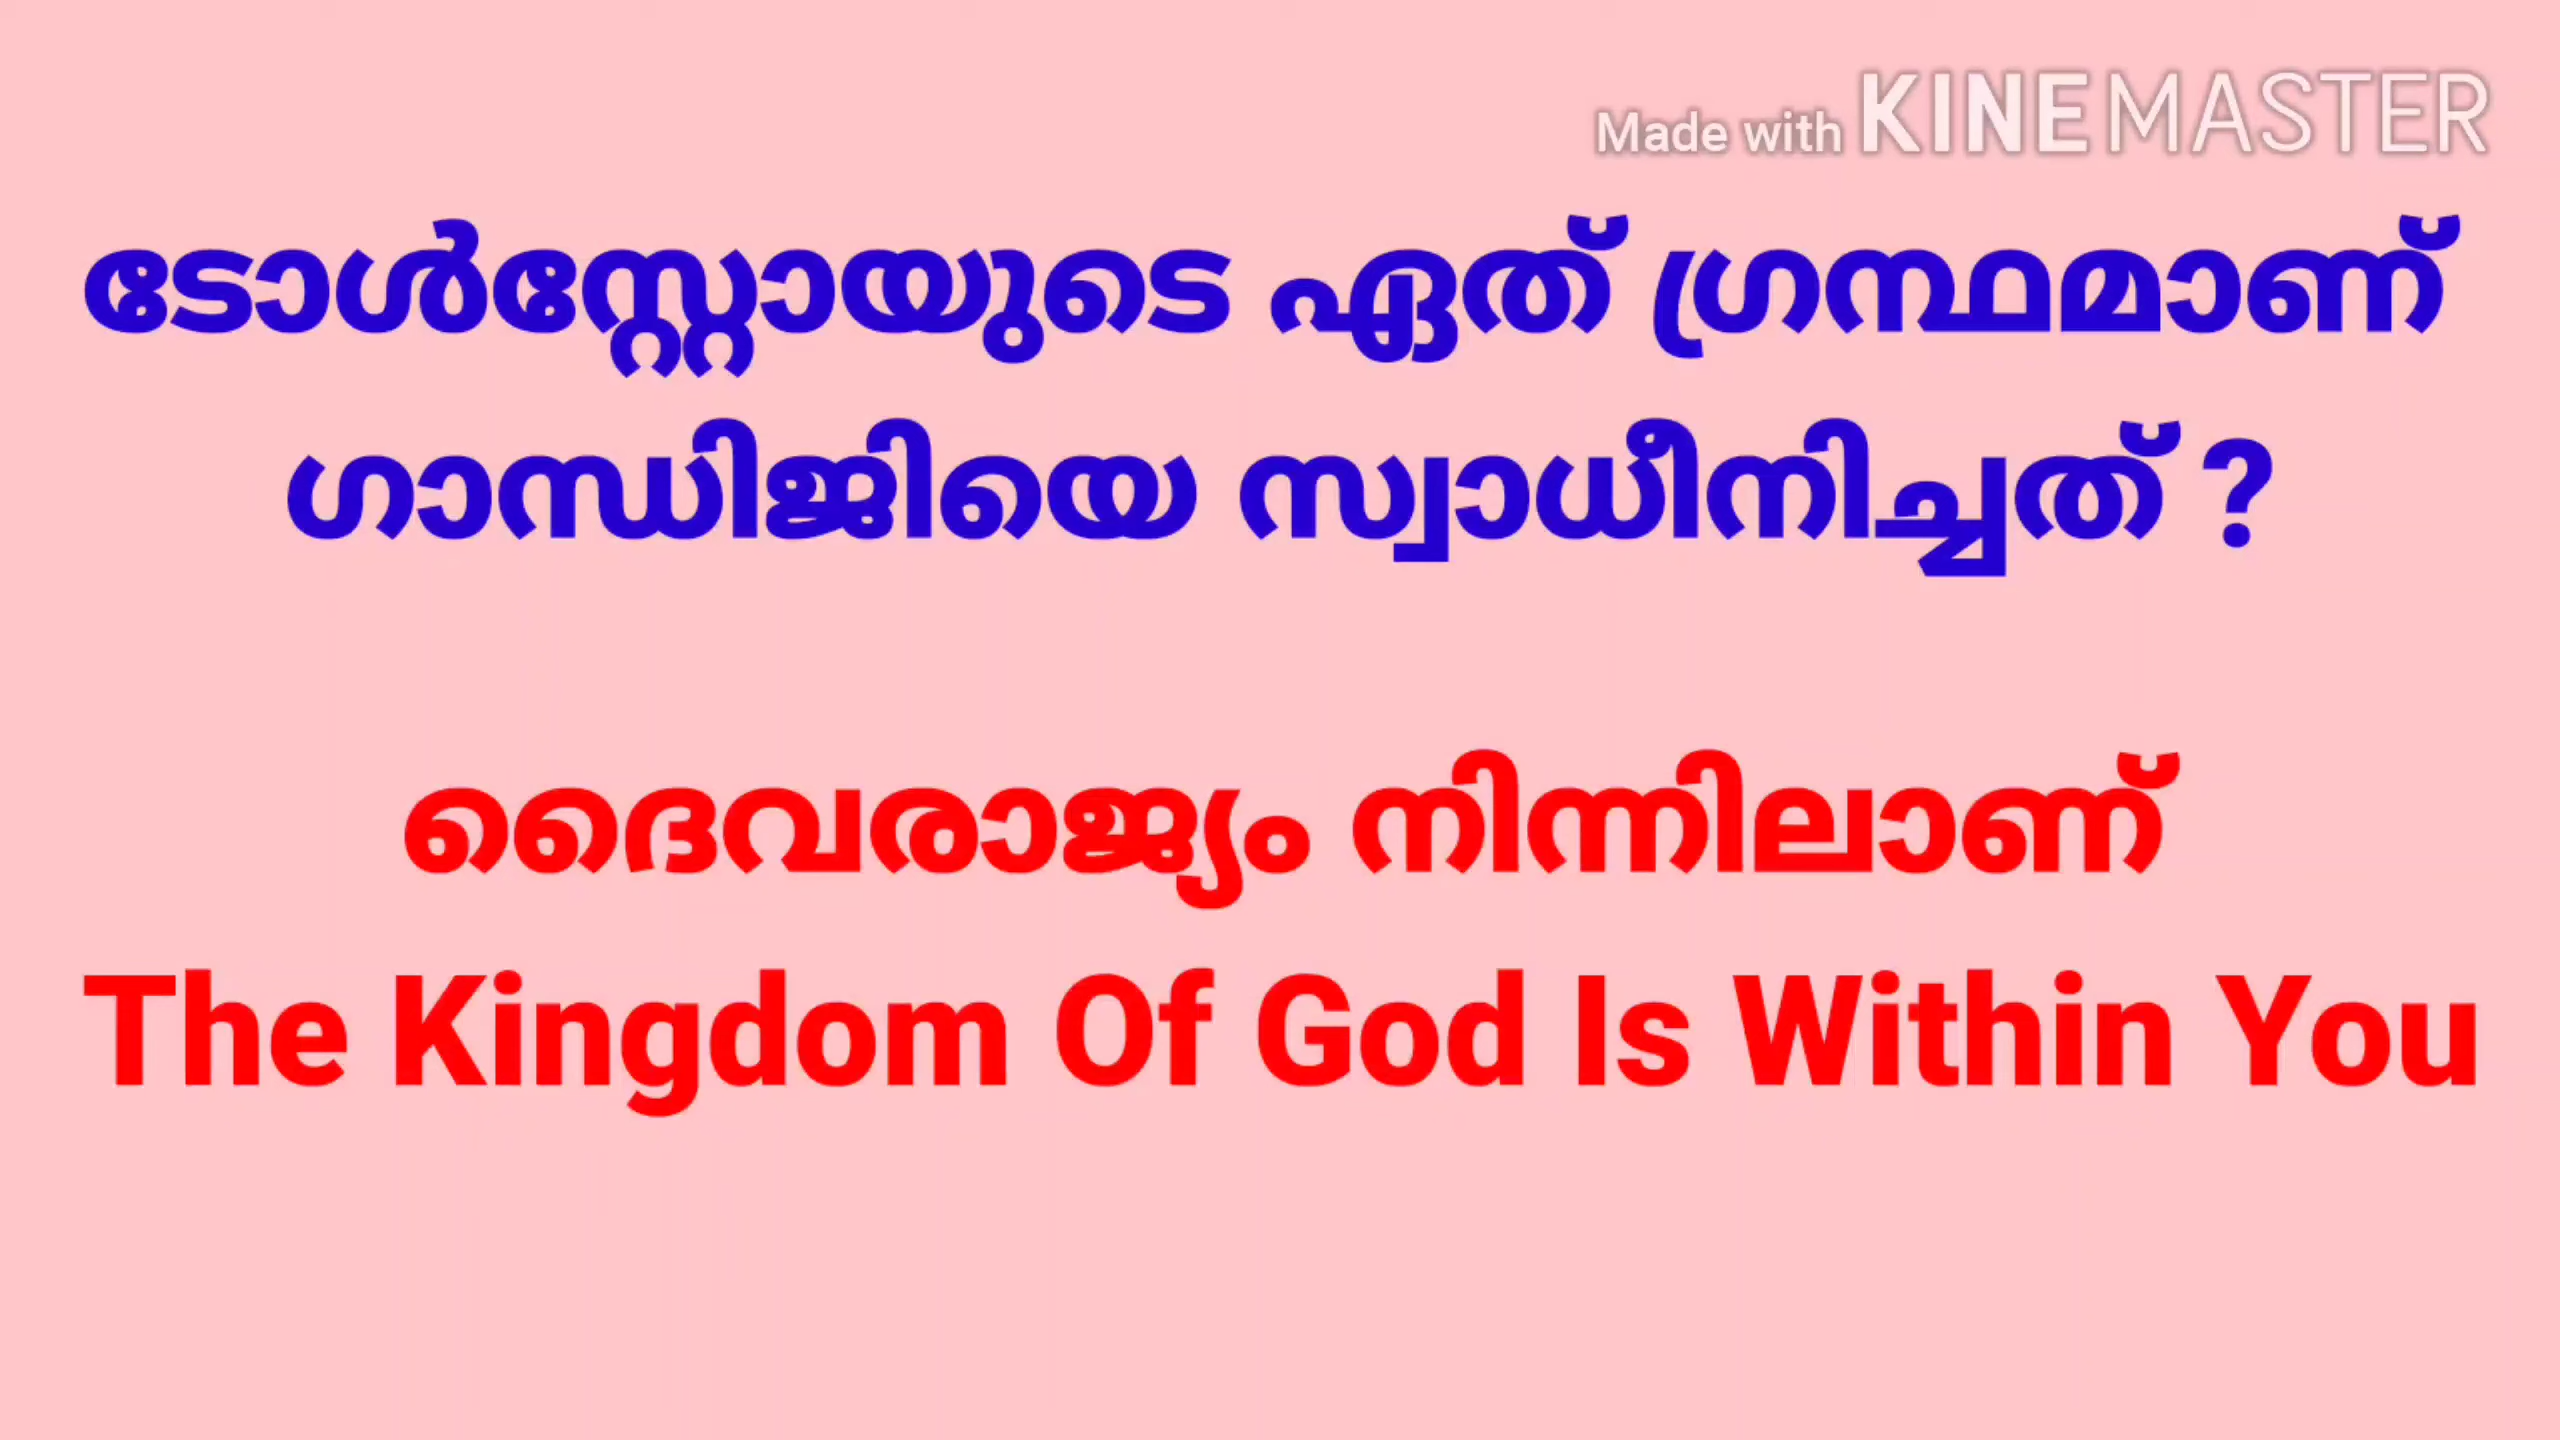 Made with KINEMASTER
ടോൾസ്റ്റോയുടെ ഏത് ഗ്രന്ഥമാണ്
ഗാന്ധിജിയെ സ്വാധീനിച്ചത് ?
ദൈവരാജ്യം നിന്നിലാണ്
The Kingdom Of God Is Within You